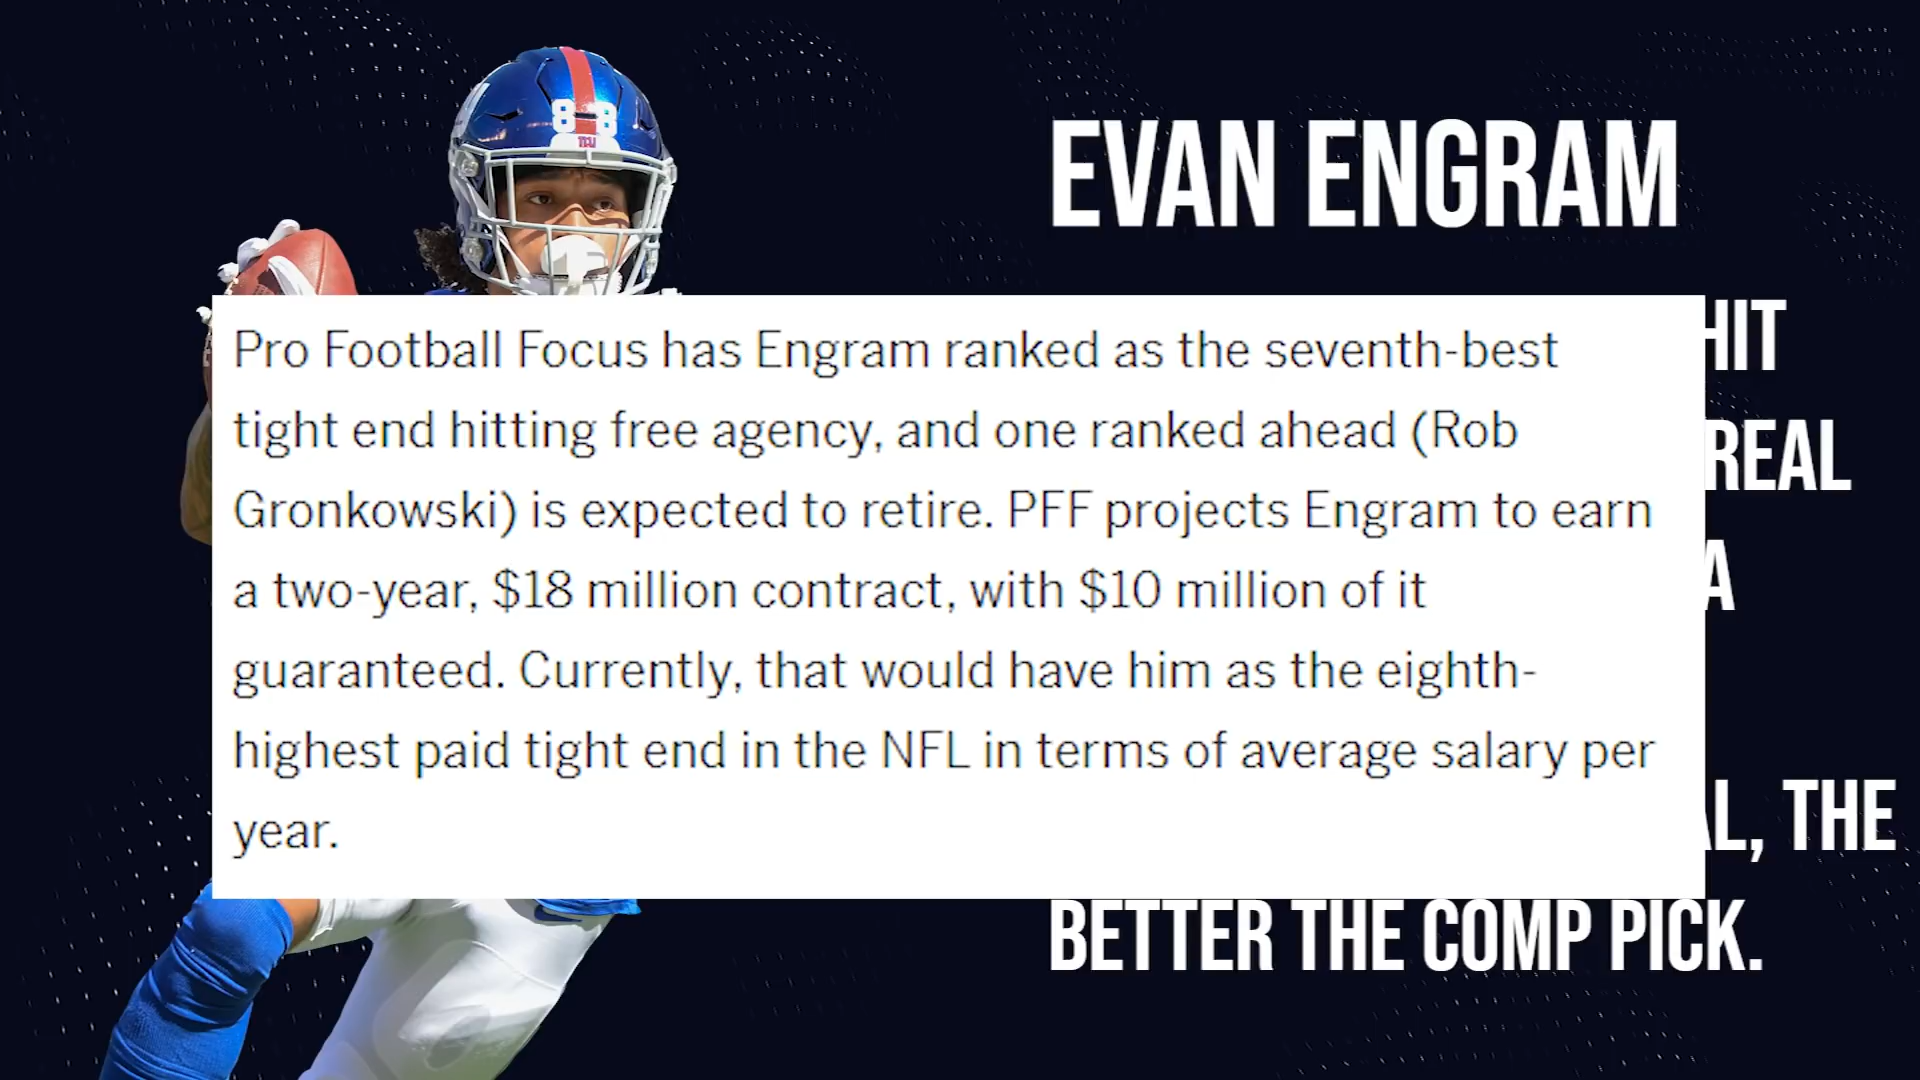 88
NY
EVAN ENGRAM
HIT
REAL
A
AL, THE
BETTER THE COMP PICK.
Pro Football Focus has Engram ranked as the seventh-best
tight end hitting free agency, and one ranked ahead (Rob
Gronkowski) is expected to retire. PFF projects Engram to earn
a two-year, $18 million contract, with $10 million of it
guaranteed. Currently, that would have him as the eighth-
highest paid tight end in the NFL in terms of average salary per
year.